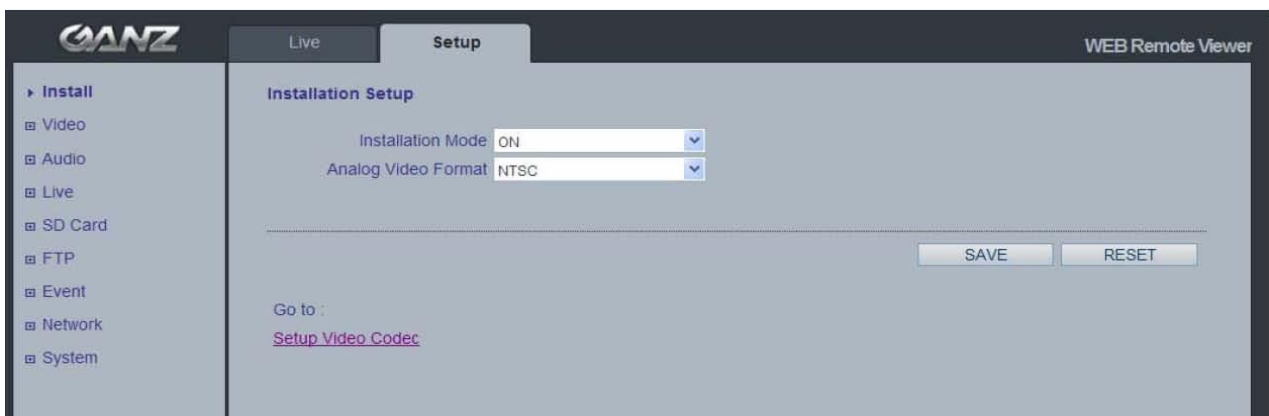 GANZ
Live
Setup
WEB Remote Viewer
Install
Video
Audio
Live
SD Card
FTP
Event
Network
System
Installation Setup
Installation Mode ON
Analog Video Format NTSC
SAVE
RESET
Go to :
Setup Video Codec